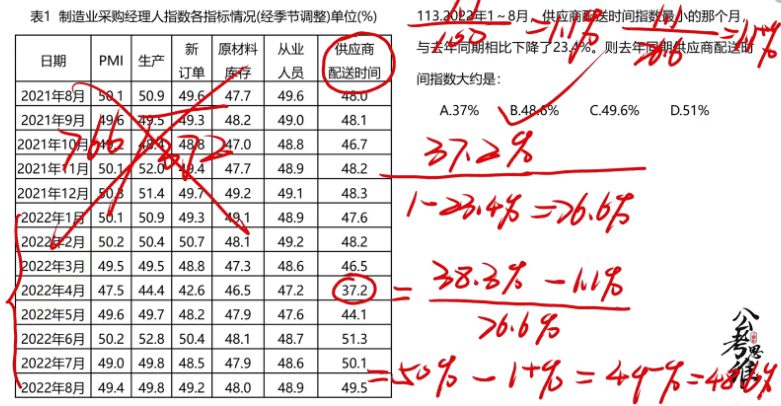 表1 制造业采购经理人指数各指标情况(经季节调整)单位(%)
日期 PMI 生产 新订单 原材料库存 从业人员 供应商配送时间
2021年8月 50.1 50.9 49.6 47.7 49.6 48.0
2021年9月 49.6 49.5 49.3 48.2 49.0 48.1
2021年10月 48.4 48.8 47.0 48.8 46.7
2021年11月 50.1 52.0 49.4 47.7 48.9 48.2
2021年12月 50.3 51.4 49.7 49.2 49.1 48.3
2022年1月 50.1 50.9 49.3 49.1 48.9 47.6
2022年2月 50.2 50.4 50.7 48.1 49.2 48.2
2022年3月 49.5 49.5 48.8 47.3 48.6 46.5
2022年4月 47.5 44.4 42.6 46.5 47.2 37.2
2022年5月 49.6 49.7 48.2 47.9 47.6 44.1
2022年6月 50.2 52.8 50.4 48.1 48.7 51.3
2022年7月 49.0 49.8 48.5 47.9 48.6 50.1
2022年8月 49.4 49.8 49.2 48.0 48.9 49.5
766 372
113.2022年1~8月，供应商配送时间指数最小的那个月，
与去年同期相比下降了23.4%。则去年同期供应商配送时
间指数大约是：
A.37% B.48.6% C.49.6% D.51%
=1.1%
37.2%
1-23.4%=76.6%
= 38.3% - 1.1%
76.6%
=50% - 1+% = 49-% = 48.6%
公考思维